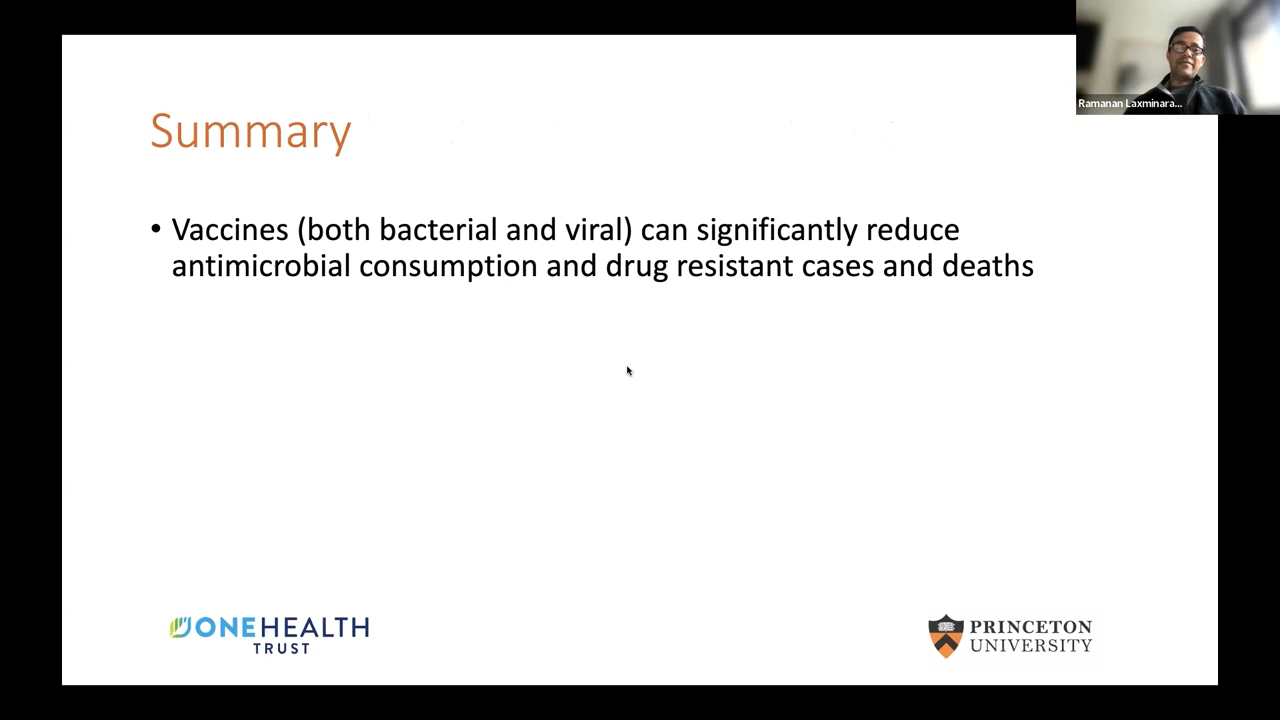 Ramanan Laxminara...
Summary
• Vaccines (both bacterial and viral) can significantly reduce
antimicrobial consumption and drug resistant cases and deaths
ONEHEALTH
TRUST
PRINCETON
UNIVERSITY